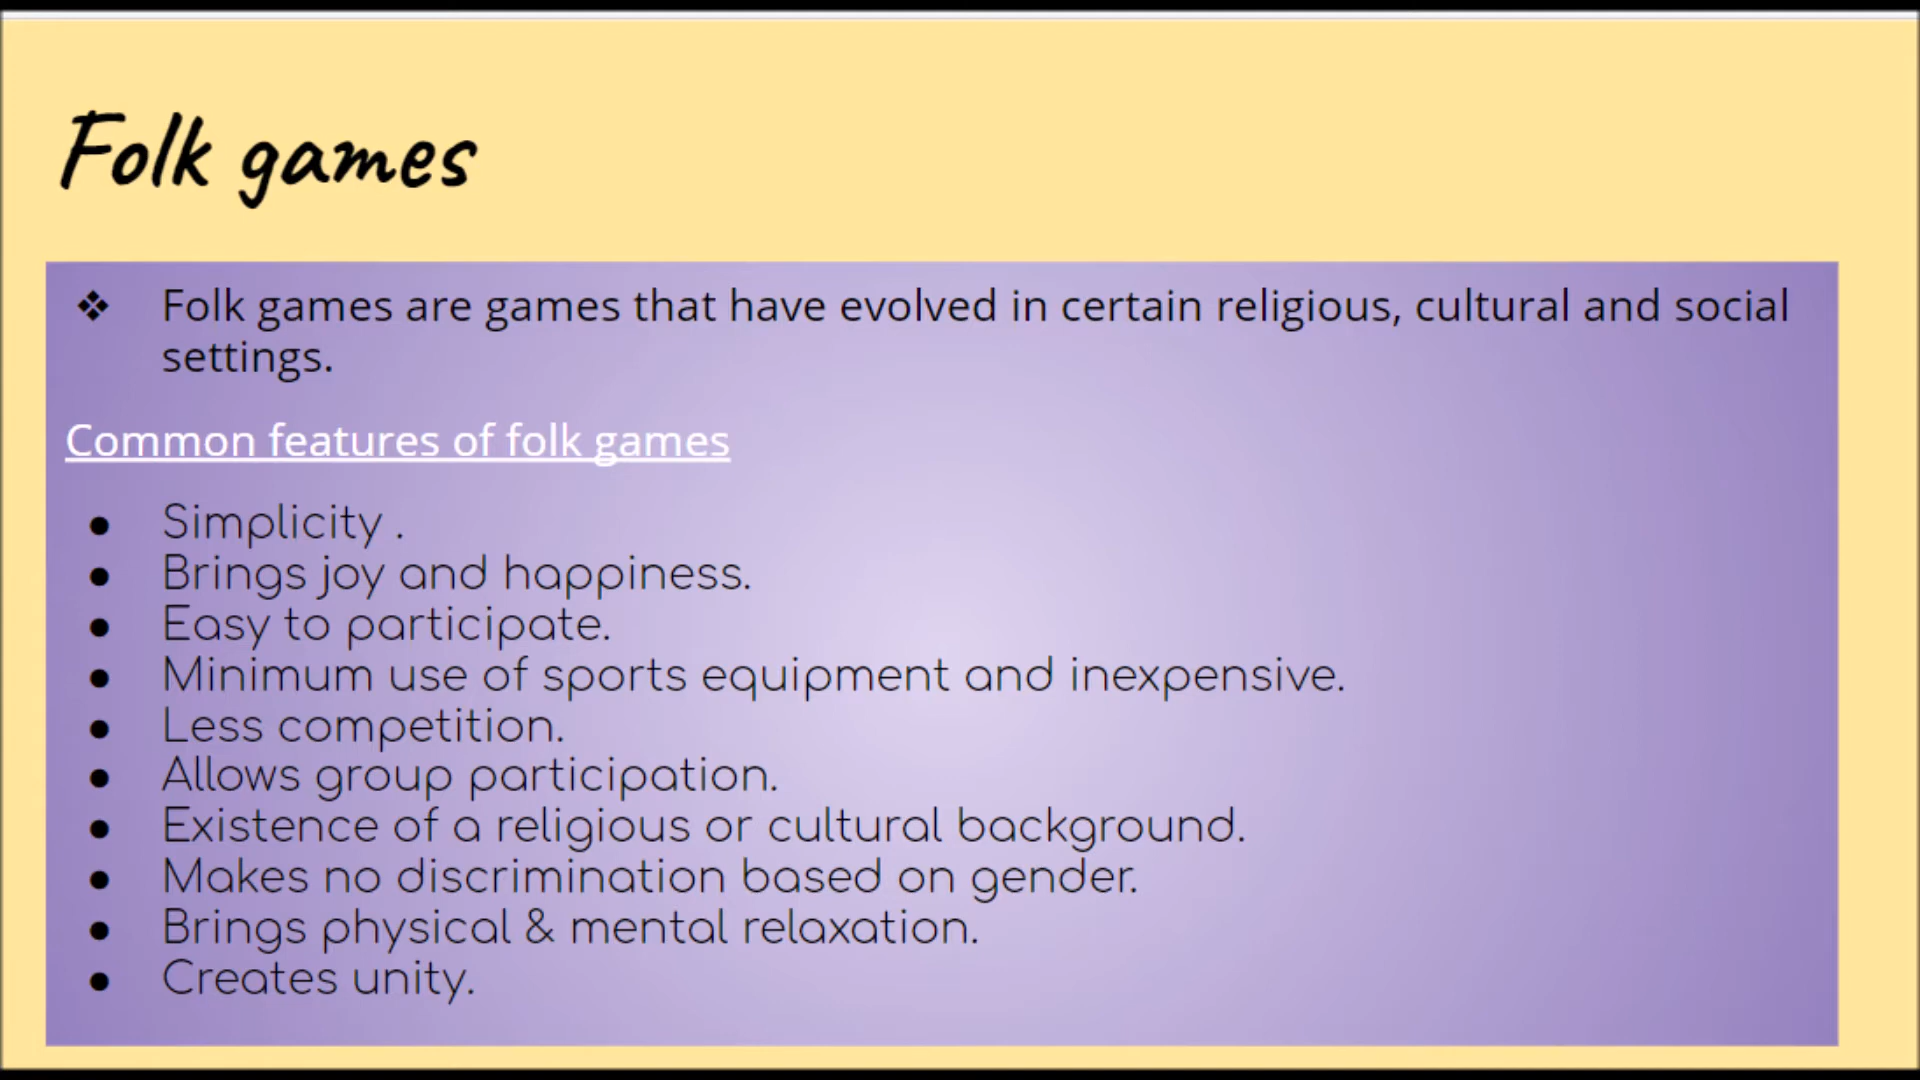 Folk games
❖ Folk games are games that have evolved in certain religious, cultural and social
settings.
Common features of folk games
● Simplicity .
● Brings joy and happiness.
● Easy to participate.
● Minimum use of sports equipment and inexpensive.
● Less competition.
● Allows group participation.
● Existence of a religious or cultural background.
● Makes no discrimination based on gender.
● Brings physical & mental relaxation.
● Creates unity.